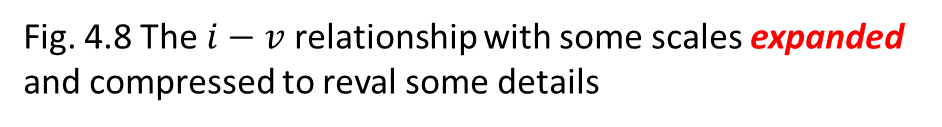 Fig. 4.8 The 𝑖 − 𝑣 relationship with some scales expanded
and compressed to reval some details